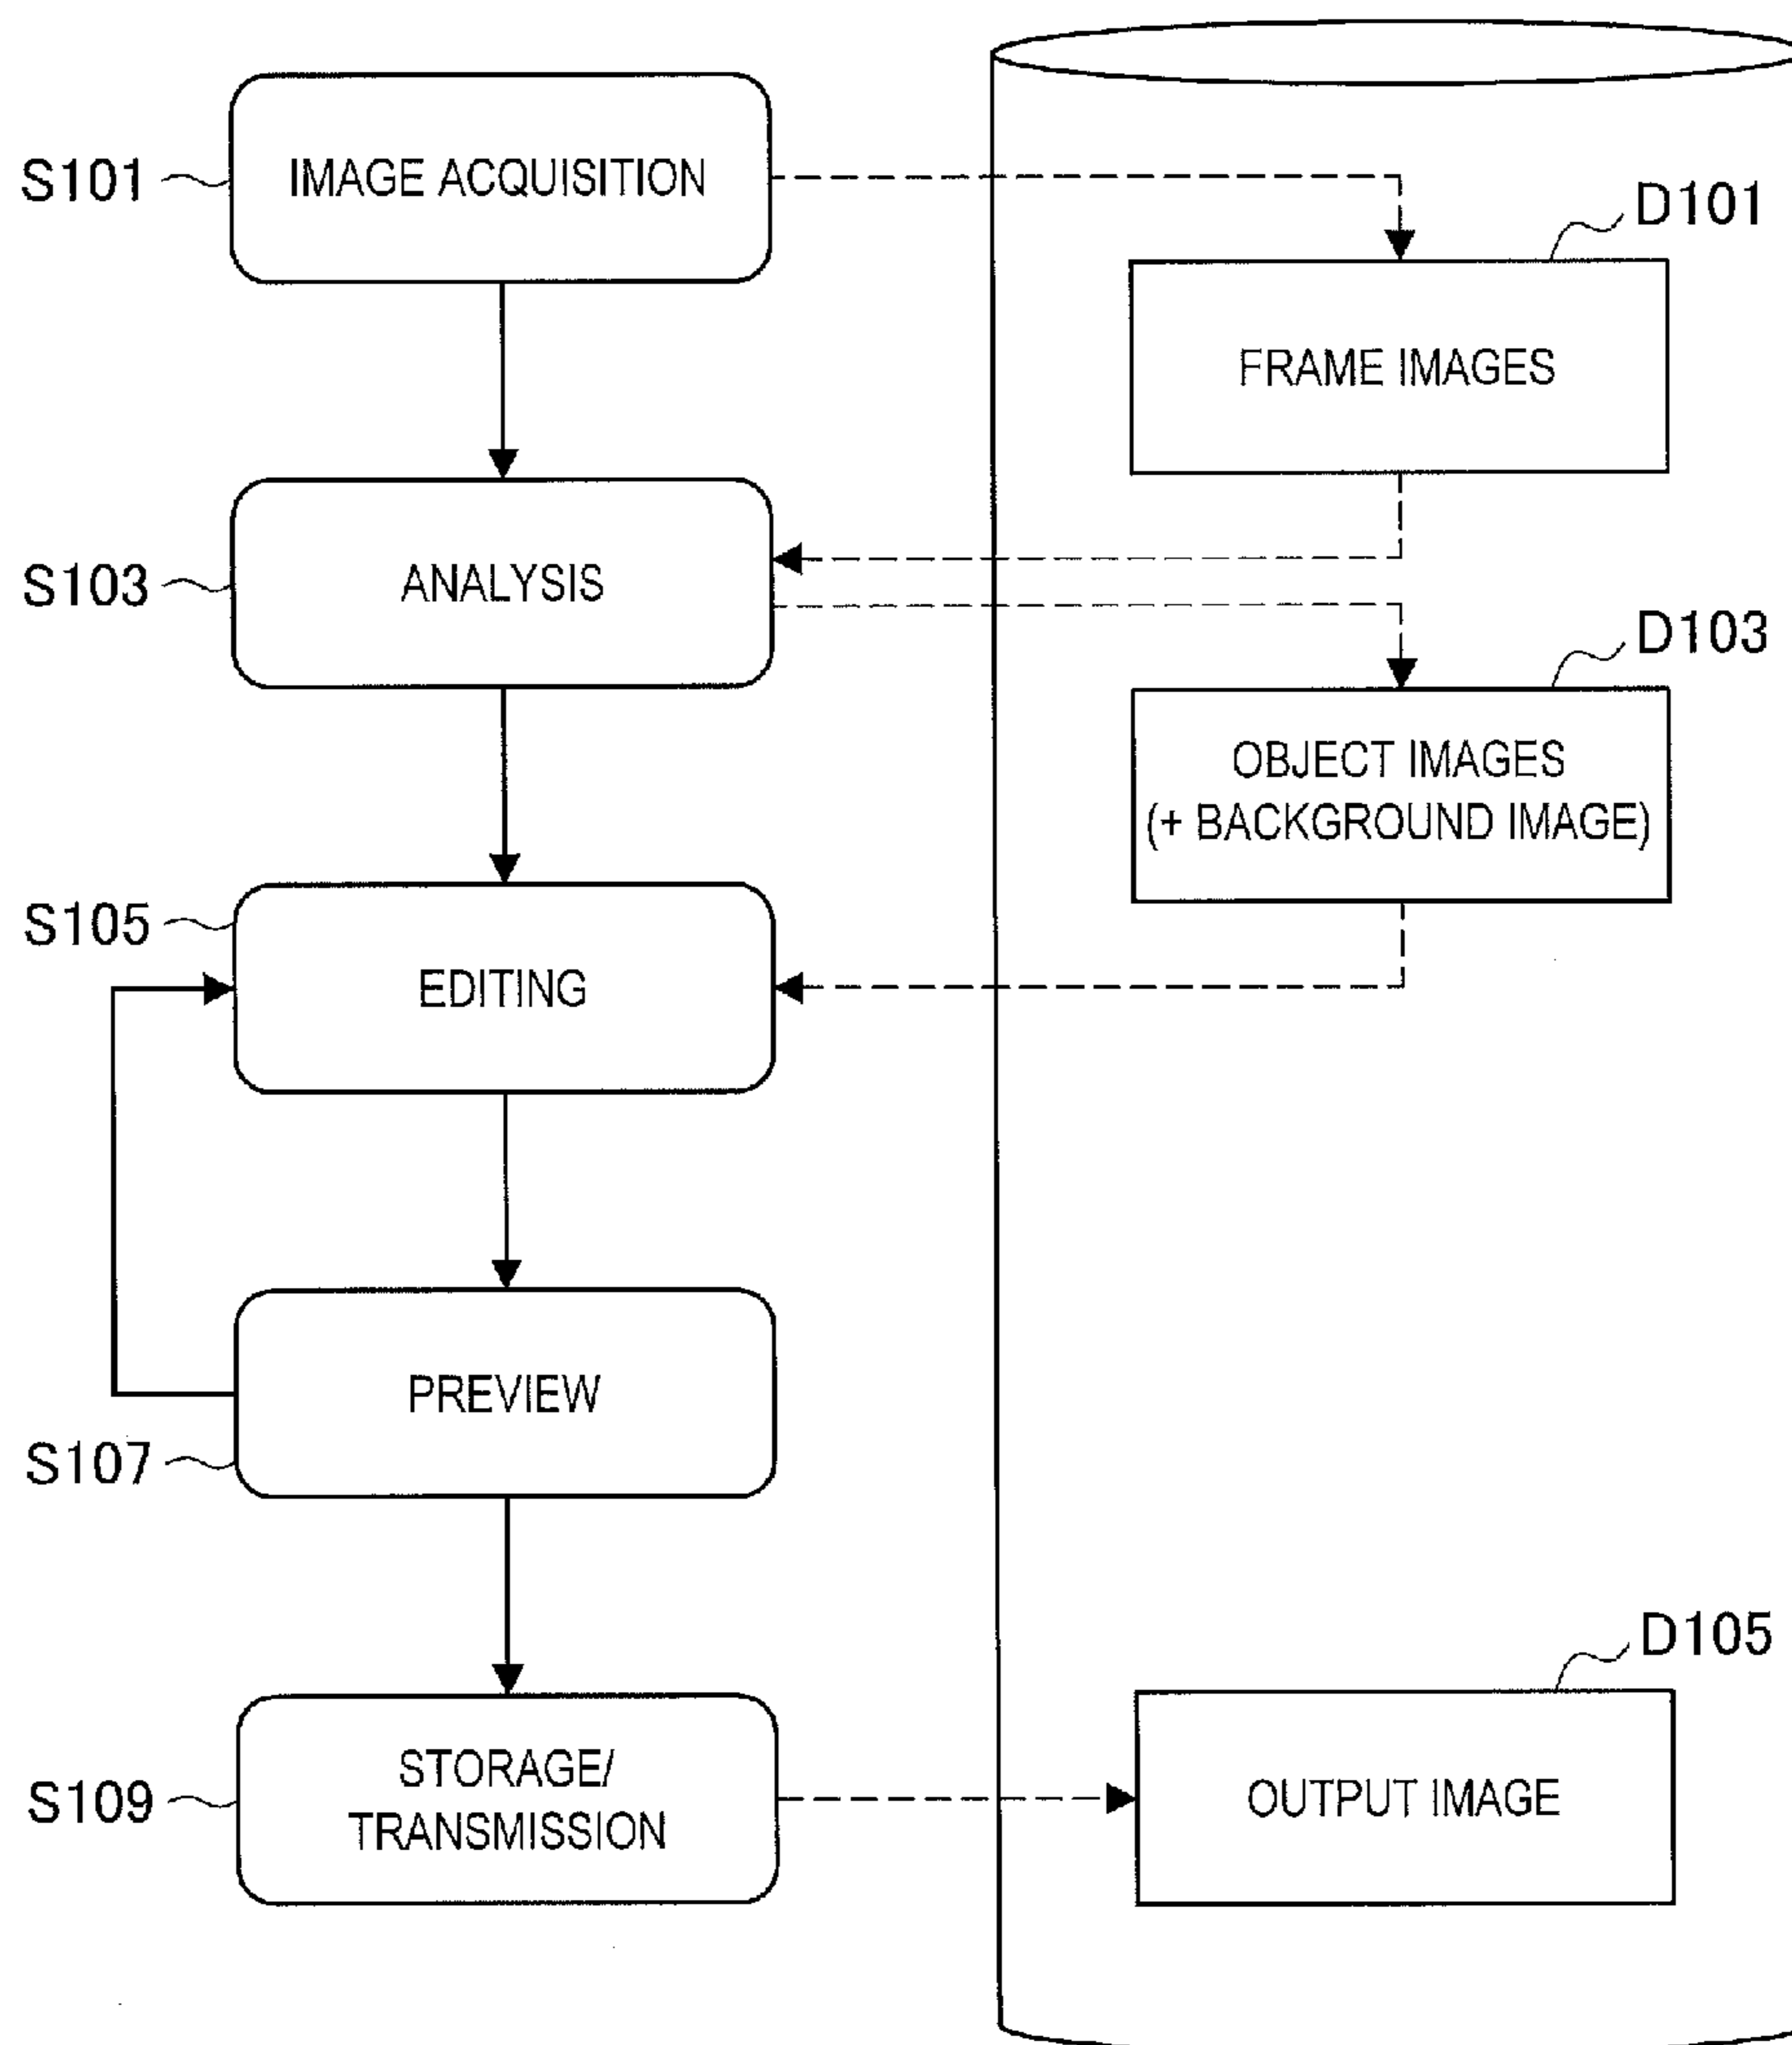 S101
IMAGE ACQUISITION
D101
FRAME IMAGES
S103
ANALYSIS
D103
OBJECT IMAGES
(+ BACKGROUND IMAGE)
S105
EDITING
PREVIEW
S107
D105
S109
STORAGE/
TRANSMISSION
OUTPUT IMAGE